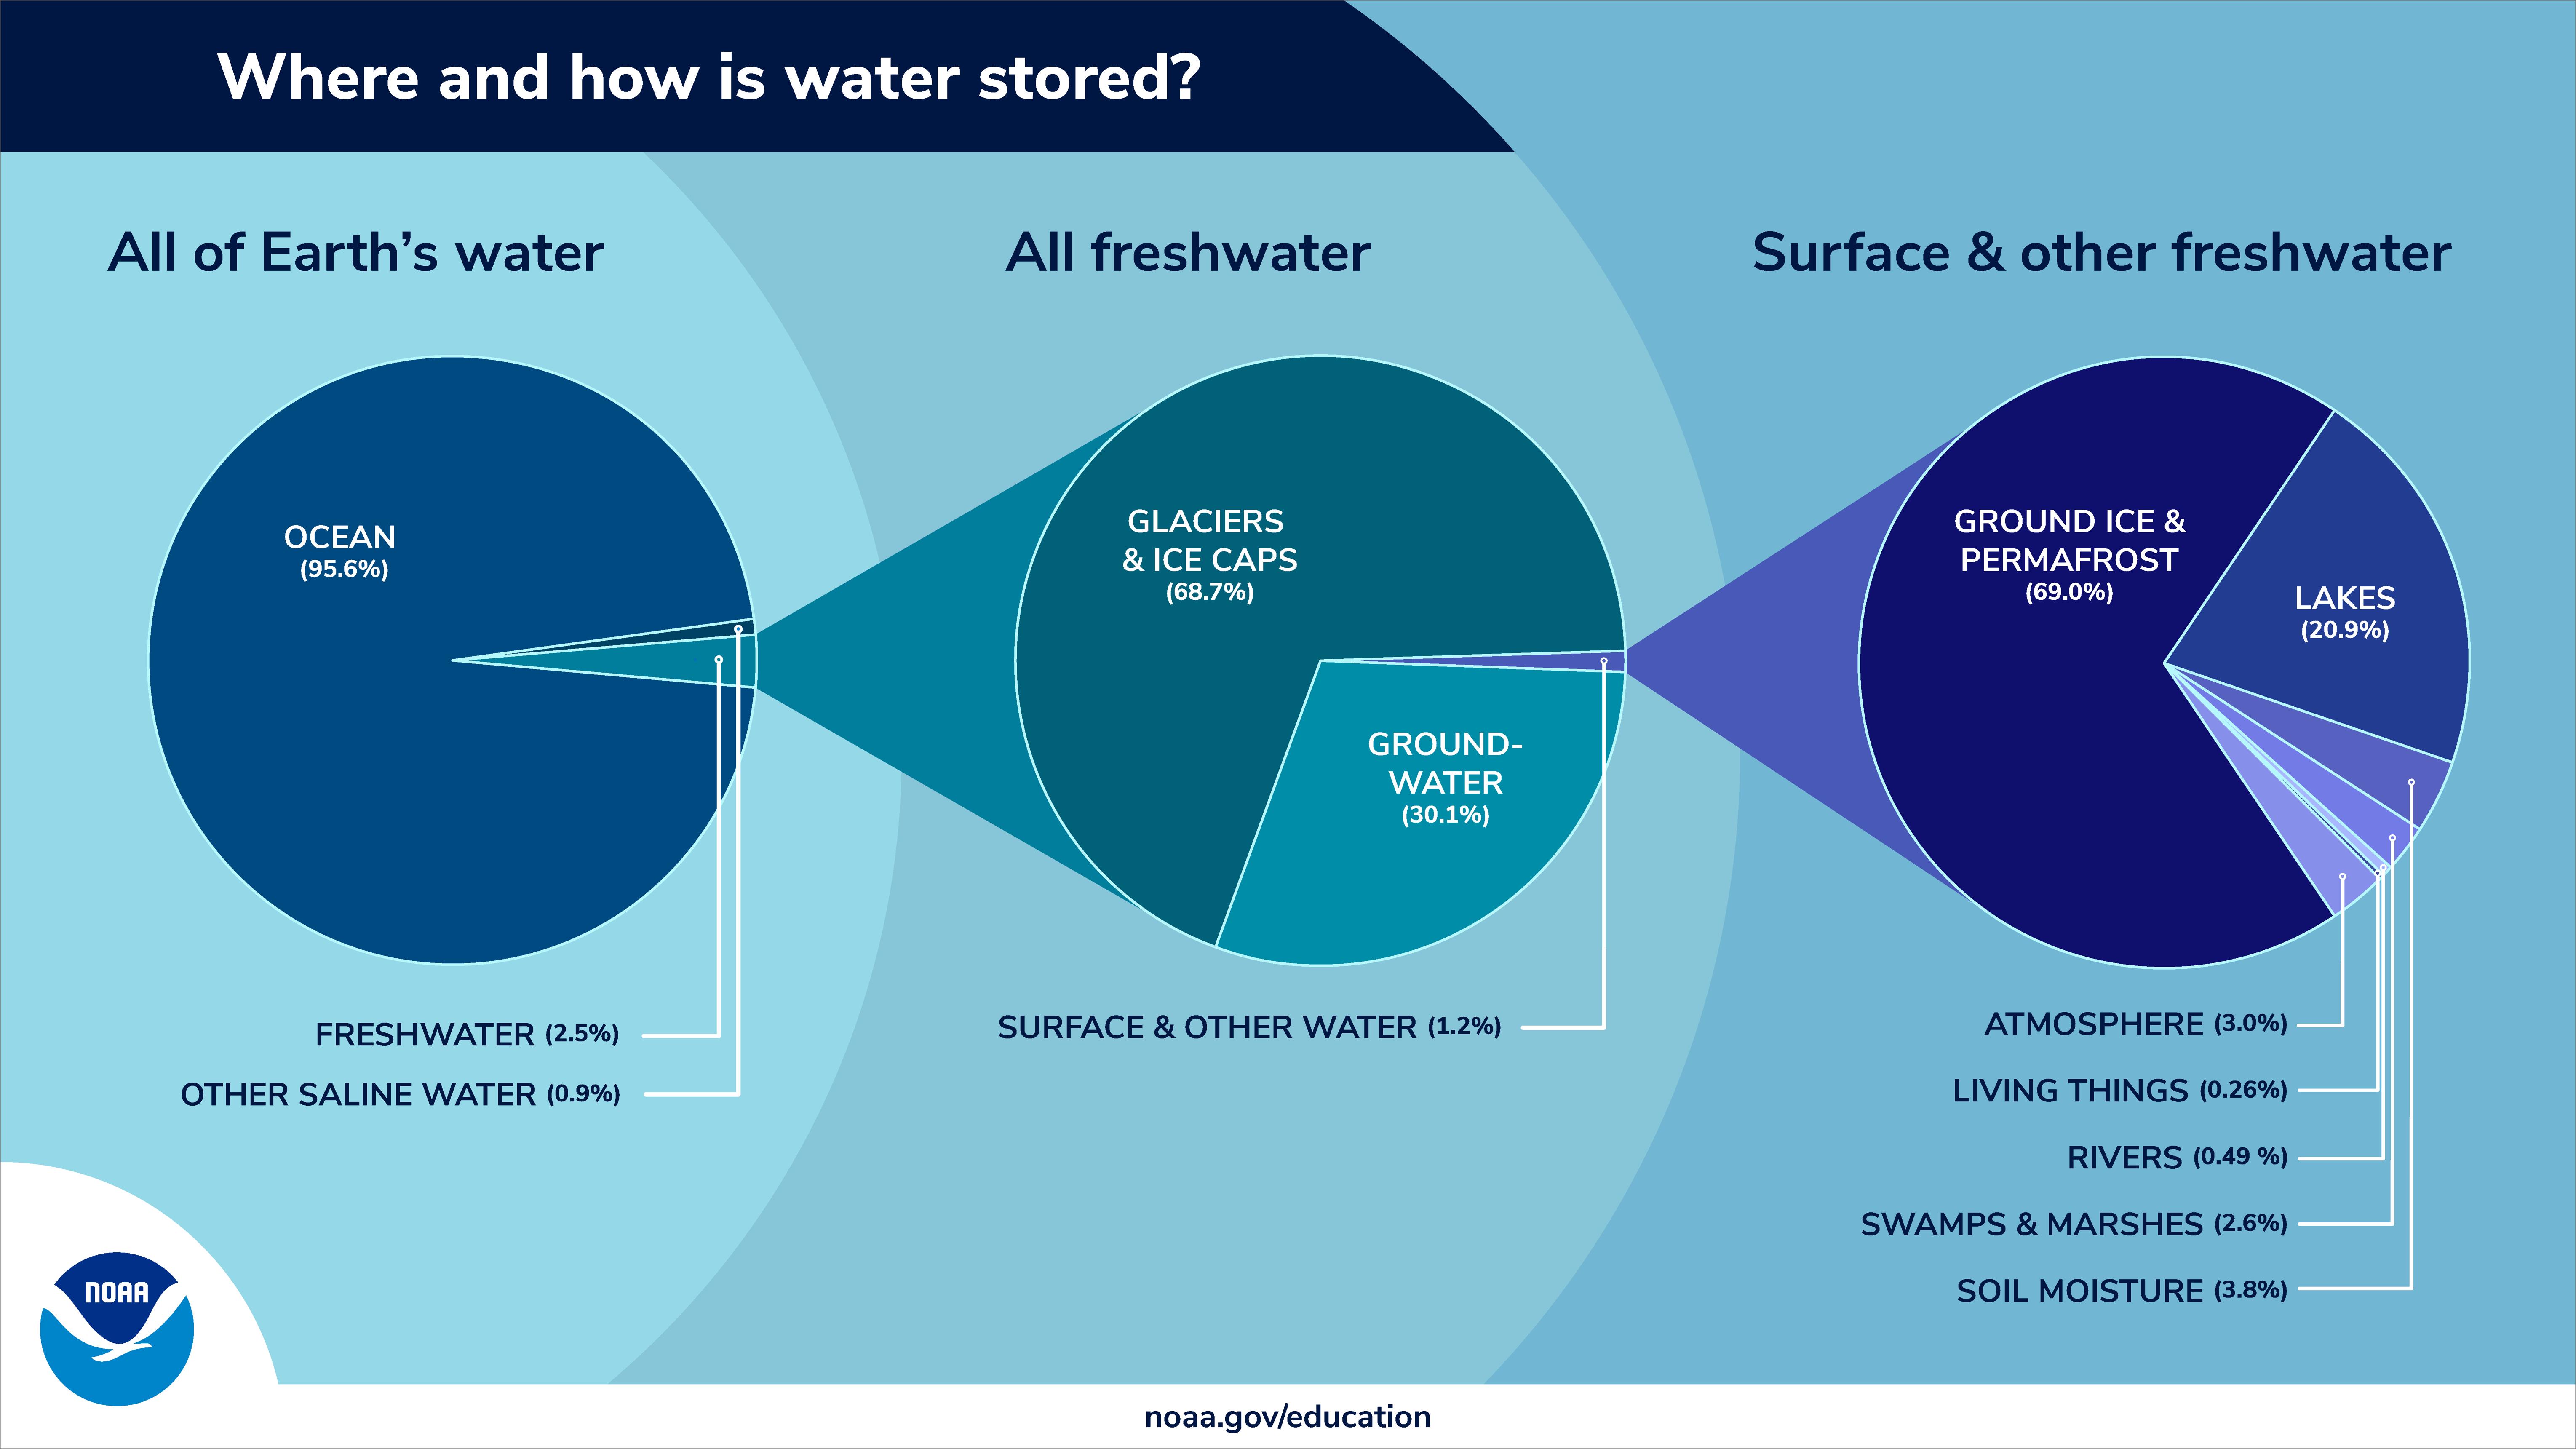 Where and how is water stored?
All of Earth’s water
OCEAN
(95.6%)
FRESHWATER (2.5%)
OTHER SALINE WATER (0.9%)
All freshwater
GLACIERS
& ICE CAPS
(68.7%)
GROUND-
WATER
(30.1%)
SURFACE & OTHER WATER (1.2%)
Surface & other freshwater
GROUND ICE &
PERMAFROST
(69.0%)
LAKES
(20.9%)
ATMOSPHERE (3.0%)
LIVING THINGS (0.26%)
RIVERS (0.49 %)
SWAMPS & MARSHES (2.6%)
SOIL MOISTURE (3.8%)
NOAA
noaa.gov/education